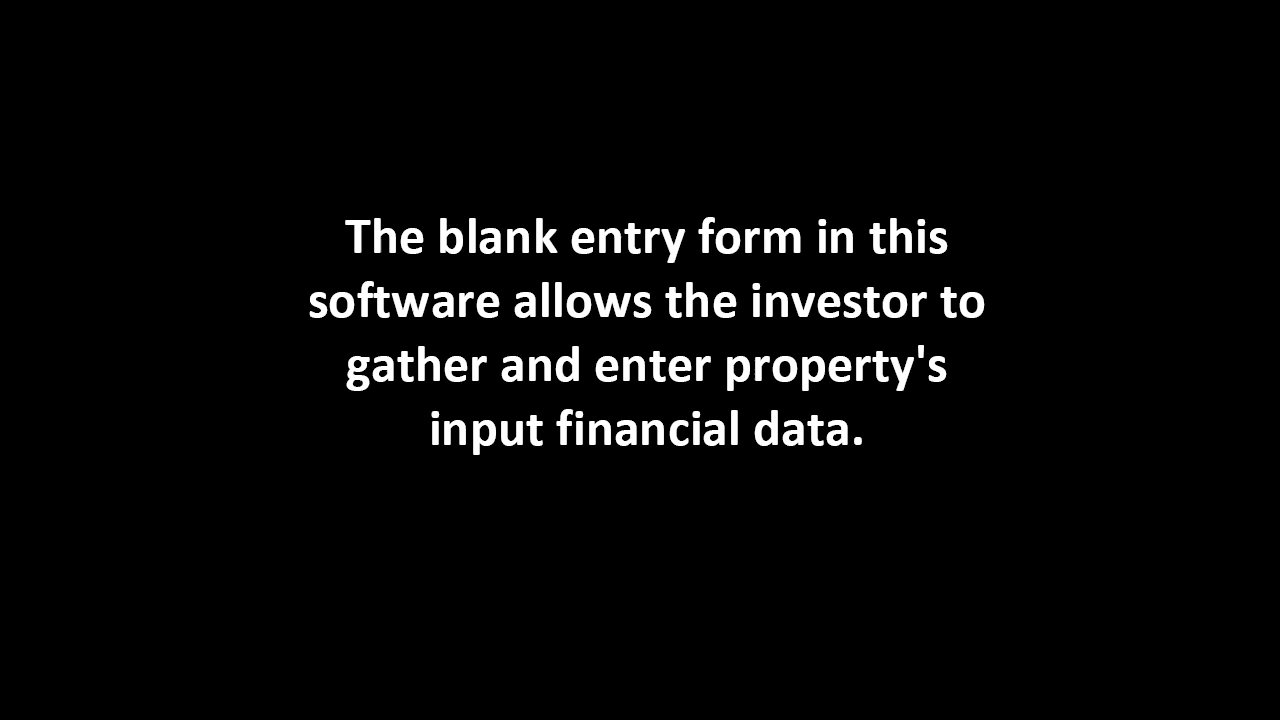 The blank entry form in this
software allows the investor to
gather and enter property's
input financial data.